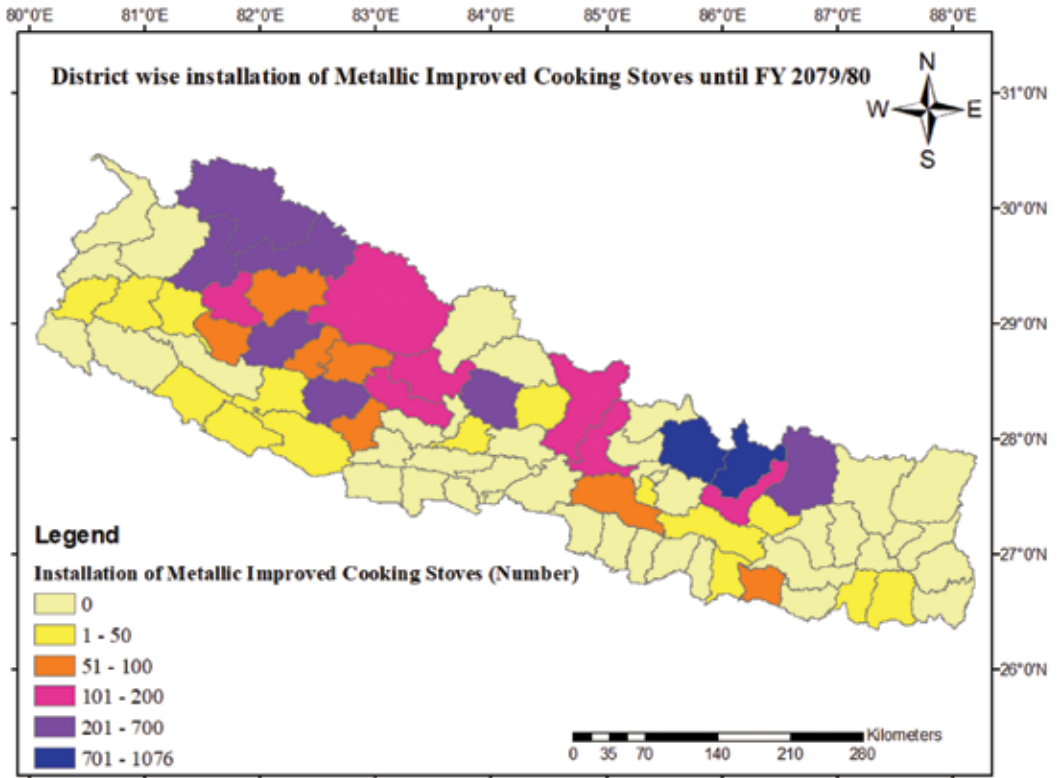 80°0'E 81°0'E 82°0'E 83°0'E 84°0'E 85°0'E 86°0'E 87°0'E 88°0'E
District wise installation of Metallic Improved Cooking Stoves until FY 2079/80
N
W E
S
31°0'N
30°0'N
29°0'N
28°0'N
27°0'N
26°0'N
Legend
Installation of Metallic Improved Cooking Stoves (Number)
0
1 - 50
51 - 100
101 - 200
201 - 700
701 - 1076
Kilometers
0 35 70 140 210 280